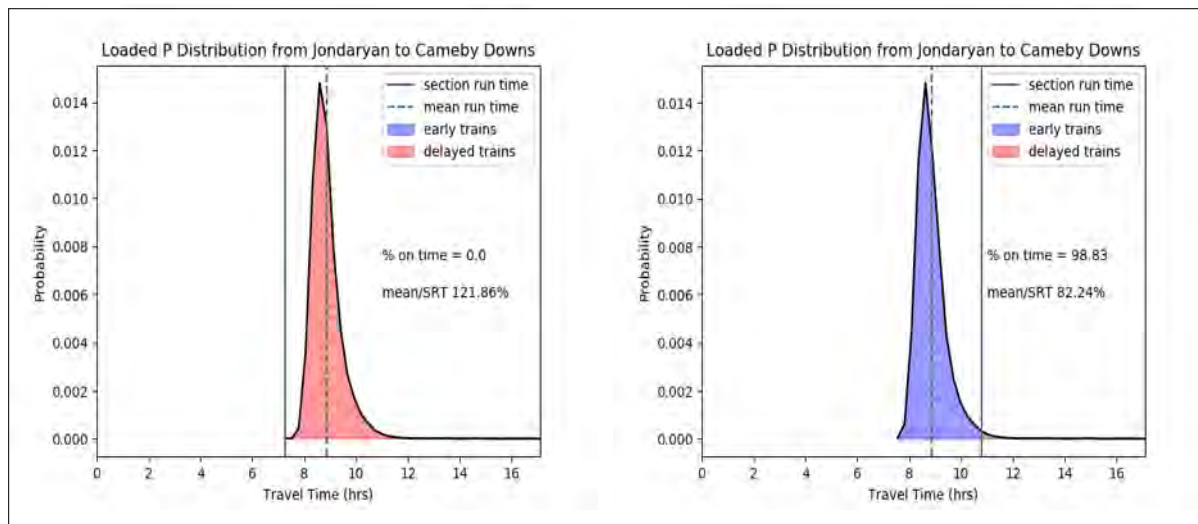 Loaded P Distribution from Jondaryan to Cameby Downs
section run time
mean run time
early trains
delayed trains
% on time = 0.0
mean/SRT 121.86%
0.014
0.012
0.010
0.008
0.006
0.004
0.002
0.000
Probability
0 2 4 6 8 10 12 14 16
Travel Time (hrs)
Loaded P Distribution from Jondaryan to Cameby Downs
section run time
mean run time
early trains
delayed trains
% on time = 98.83
mean/SRT 82.24%
0.014
0.012
0.010
0.008
0.006
0.004
0.002
0.000
Probability
0 2 4 6 8 10 12 14 16
Travel Time (hrs)